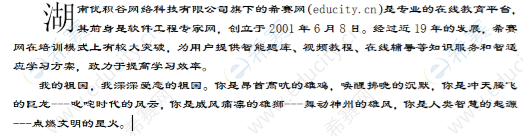 湖南优积谷网络科技有限公司旗下的希赛网(educity.cn)是专业的在线教育平台，
其前身是软件工程专家网，创立于 2001 年 6 月 8 日。经过近 19 年的发展，希赛
网在培训模式上有较大突破，为用户提供智能题库、视频教程、在线辅导等知识服务和智适
应学习方案，致力于提高学习效率。
我的祖国，我深深爱恋的祖国。你是昂首高吭的雄鸡，唤醒拂晓的沉默，你是冲天腾飞
的巨龙---叱咤时代的风云，你是威风凛凛的雄狮---舞动神州的雄风，你是人类智慧的起源
---点燃文明的星火。